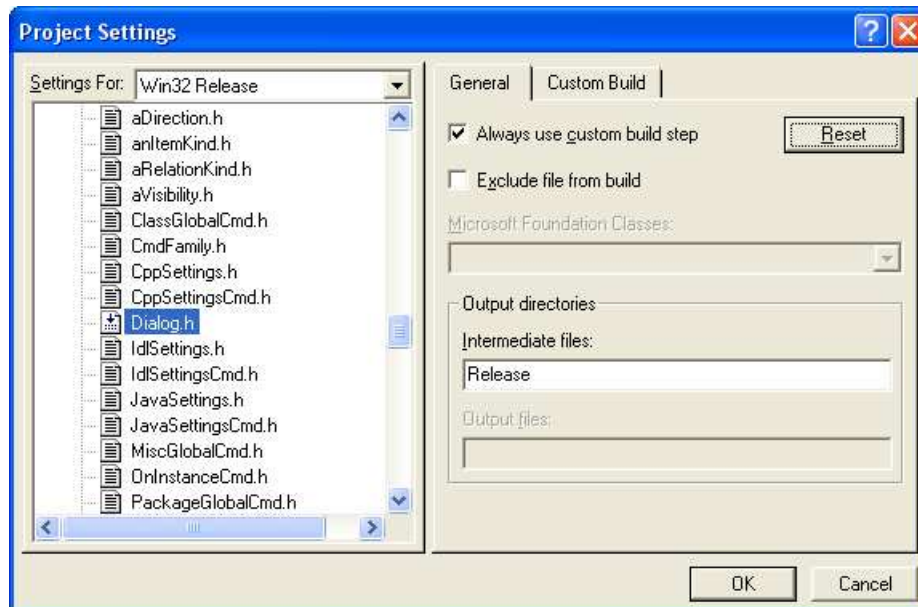 Project Settings
Settings For: Win32 Release
aDirection.h
anItemKind.h
aRelationKind.h
aVisibility.h
ClassGlobalCmd.h
CmdFamily.h
CppSettings.h
CppSettingsCmd.h
Dialog.h
IdlSettings.h
IdlSettingsCmd.h
JavaSettings.h
JavaSettingsCmd.h
MiscGlobalCmd.h
OnInstanceCmd.h
PackageGlobalCmd.h
General Custom Build
Always use custom build step Reset
Exclude file from build
Microsoft Foundation Classes:
Output directories
Intermediate files:
Release
Output files:
OK Cancel